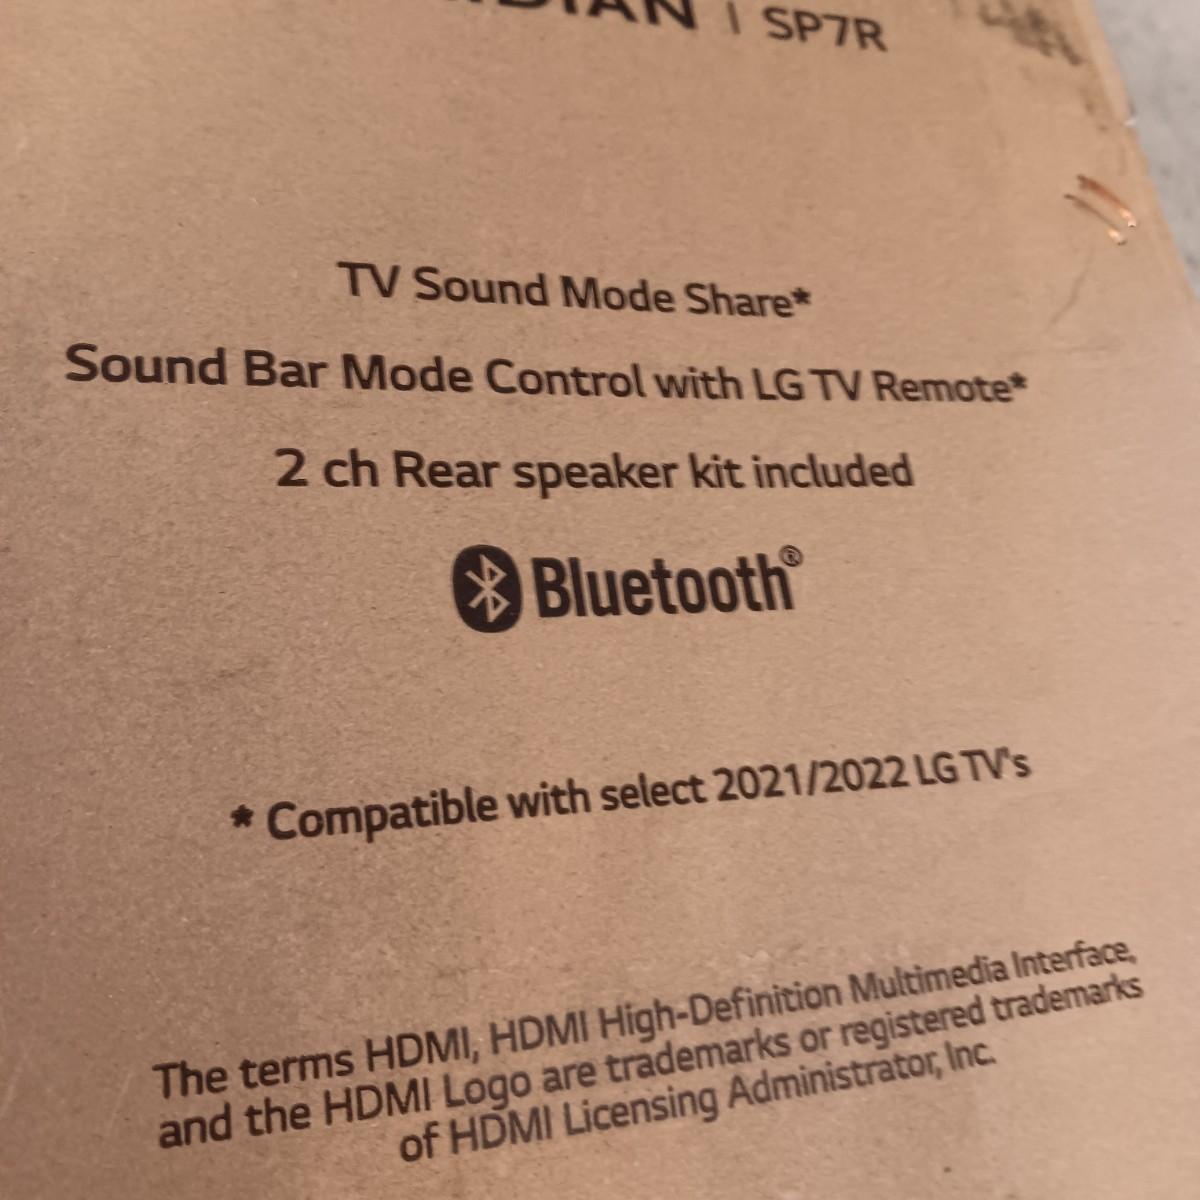 | SP7R
TV Sound Mode Share*
Sound Bar Mode Control with LG TV Remote*
2 ch Rear speaker kit included
Bluetooth®
* Compatible with select 2021/2022 LG TV's
The terms HDMI, HDMI High-Definition Multimedia Interface,
and the HDMI Logo are trademarks or registered trademarks
of HDMI Licensing Administrator, Inc.